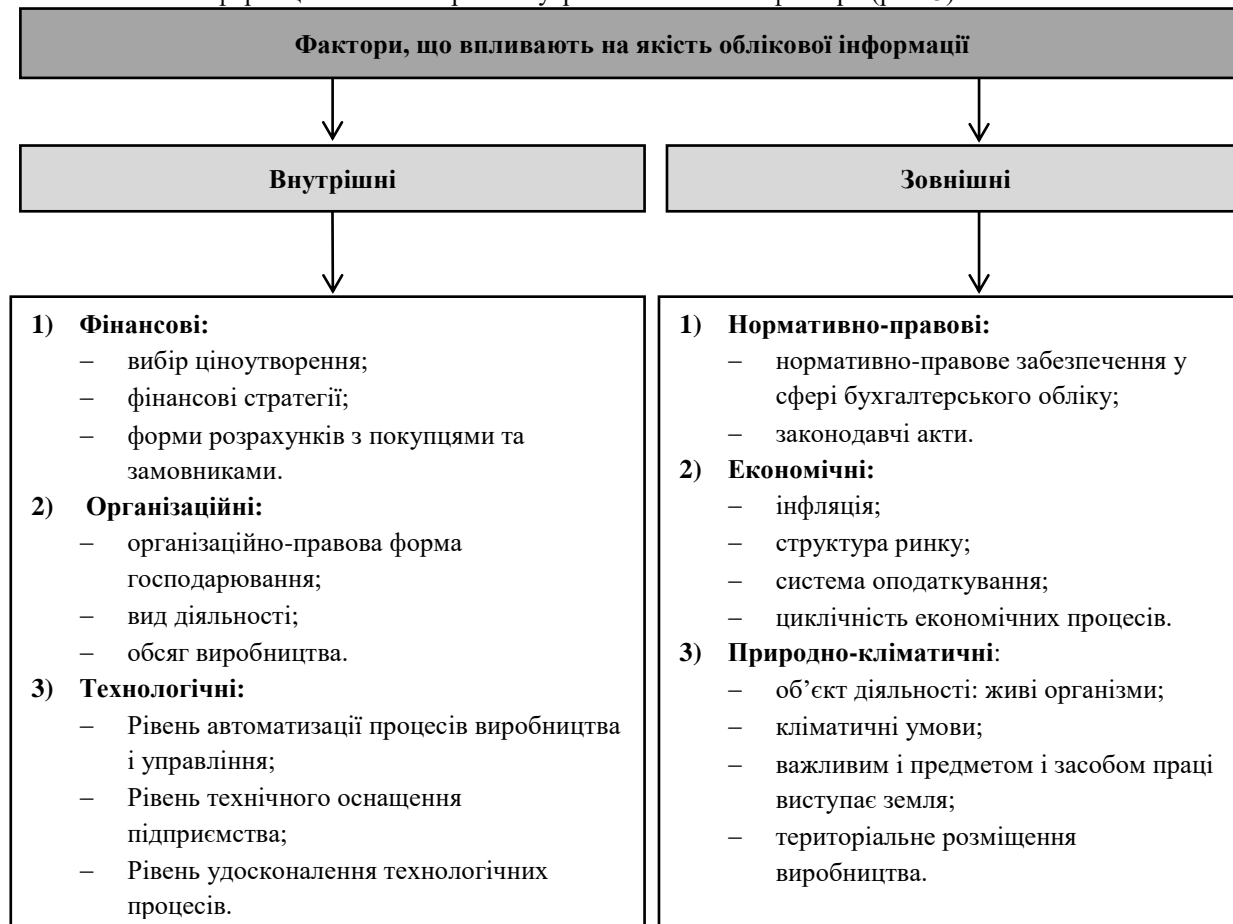 Фактори, що впливають на якість облікової інформації
Внутрішні
Зовнішні
1) Фінансові:
– вибір ціноутворення;
– фінансові стратегії;
– форми розрахунків з покупцями та
замовниками.
2) Організаційні:
– організаційно-правова форма
господарювання;
– вид діяльності;
– обсяг виробництва.
3) Технологічні:
– Рівень автоматизації процесів виробництва
і управління;
– Рівень технічного оснащення
підприємства;
– Рівень удосконалення технологічних
процесів.
1) Нормативно-правові:
– нормативно-правове забезпечення у
сфері бухгалтерського обліку;
– законодавчі акти.
2) Економічні:
– інфляція;
– структура ринку;
– система оподаткування;
– циклічність економічних процесів.
3) Природно-кліматичні:
– об’єкт діяльності: живі організми;
– кліматичні умови;
– важливим і предметом і засобом праці
виступає земля;
– територіальне розміщення
виробництва.